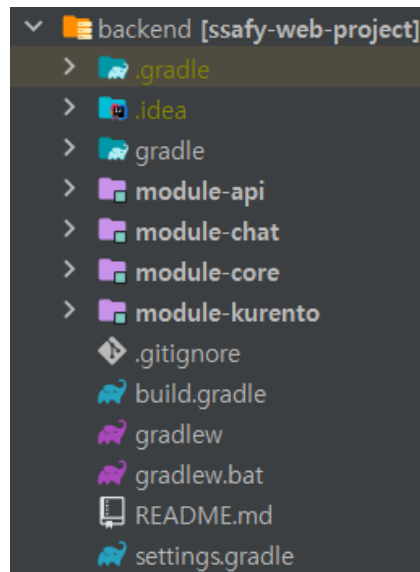 backend [ssafy-web-project]
.gradle
.idea
gradle
module-api
module-chat
module-core
module-kurento
.gitignore
build.gradle
gradlew
gradlew.bat
README.md
settings.gradle